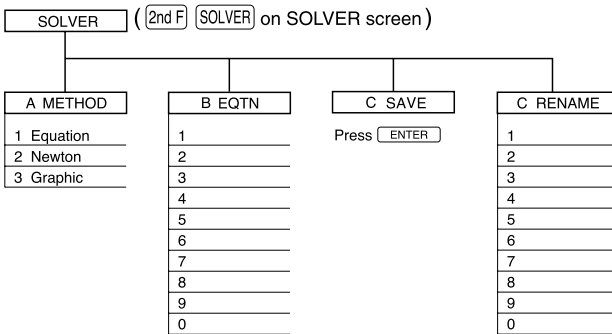 SOLVER ( 2nd F SOLVER on SOLVER screen )
A METHOD
1 Equation
2 Newton
3 Graphic
B EQTN
1
2
3
4
5
6
7
8
9
0
C SAVE
Press ENTER
C RENAME
1
2
3
4
5
6
7
8
9
0